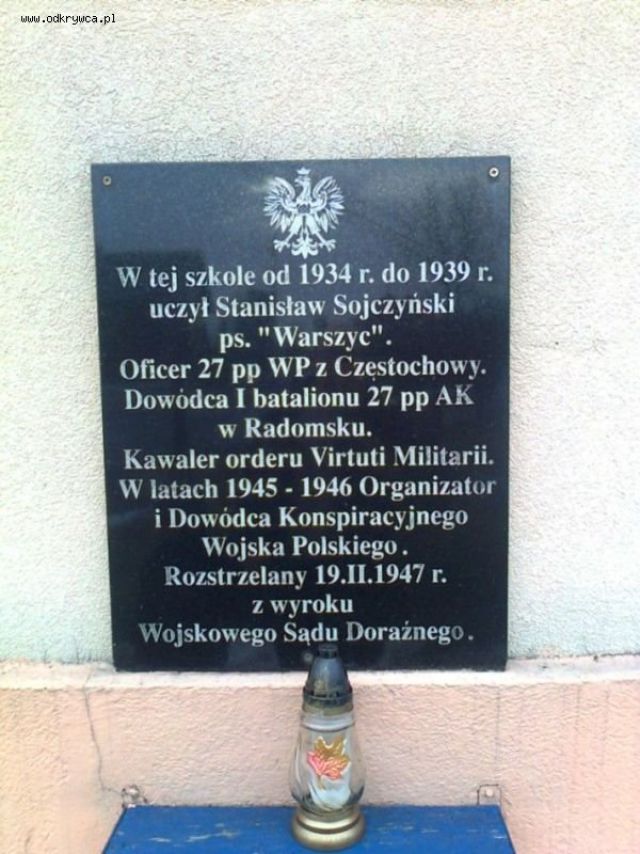 www.odkrywca.pl
W tej szkole od 1934 r. do 1939 r.
uczył Stanisław Sojczyński
ps. "Warszyc".
Oficer 27 pp WP z Częstochowy.
Dowódca I batalionu 27 pp AK
w Radomsku.
Kawaler orderu Virtuti Militarii.
W latach 1945 - 1946 Organizator
i Dowódca Konspiracyjnego
Wojska Polskiego.
Rozstrzelany 19.II.1947 r.
z wyroku
Wojskowego Sądu Doraźnego.